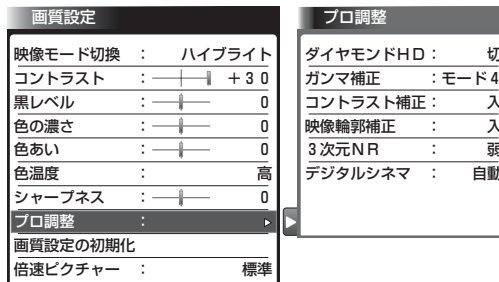 画質設定
映像モード切換 : ハイブライト
コントラスト : +30
黒レベル : 0
色の濃さ : 0
色あい : 0
色温度 : 高
シャープネス : 0
プロ調整 :
画質設定の初期化
倍速ピクチャー : 標準
プロ調整
ダイヤモンドHD : 切
ガンマ補正 : モード4
コントラスト補正 : 入
映像輪郭補正 : 入
3次元NR : 弱
デジタルシネマ : 自動